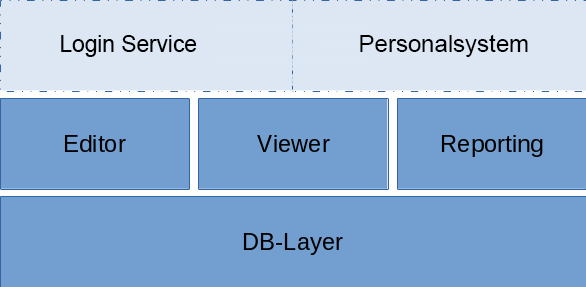 Login Service
Personalsystem
Editor
Viewer
Reporting
DB-Layer